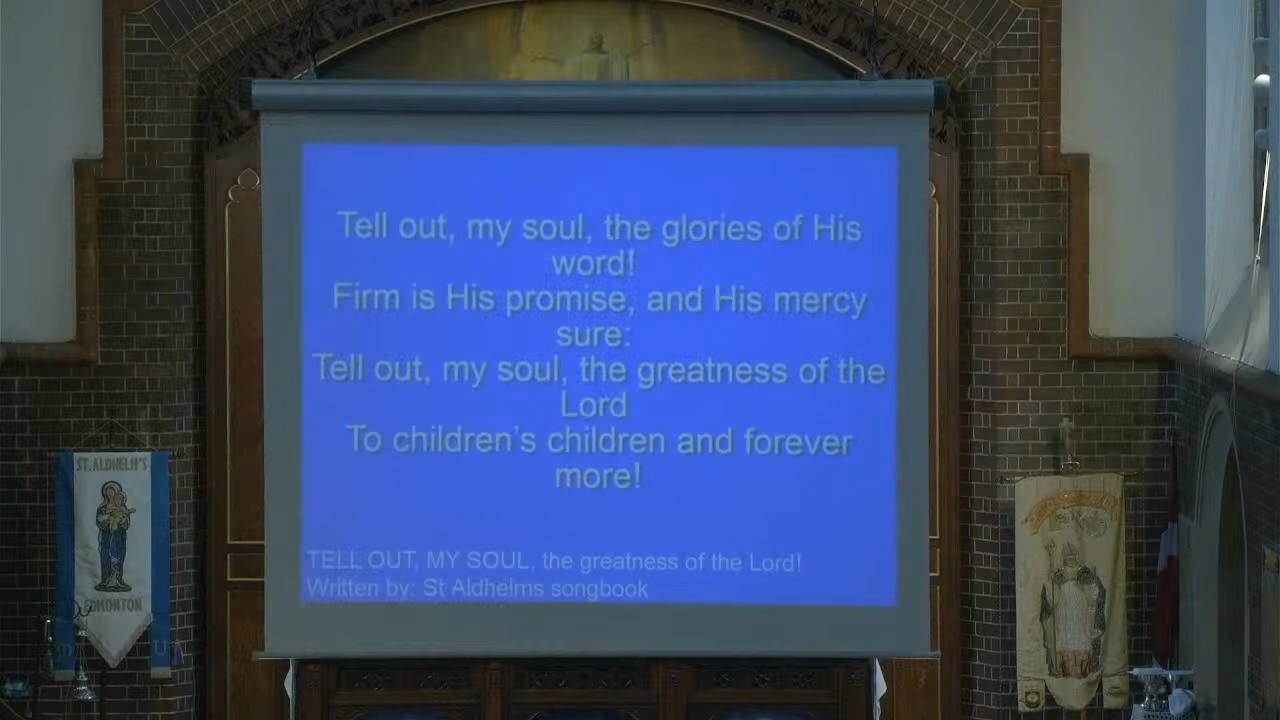 Tell out, my soul, the glories of His
word!
Firm is His promise, and His mercy
sure:
Tell out, my soul, the greatness of the
Lord
To children's children and forever
more!
TELL OUT, MY SOUL, the greatness of the Lord!
Written by: St Aldhelms songbook
ST. ALDHELM'S
EDMONTON